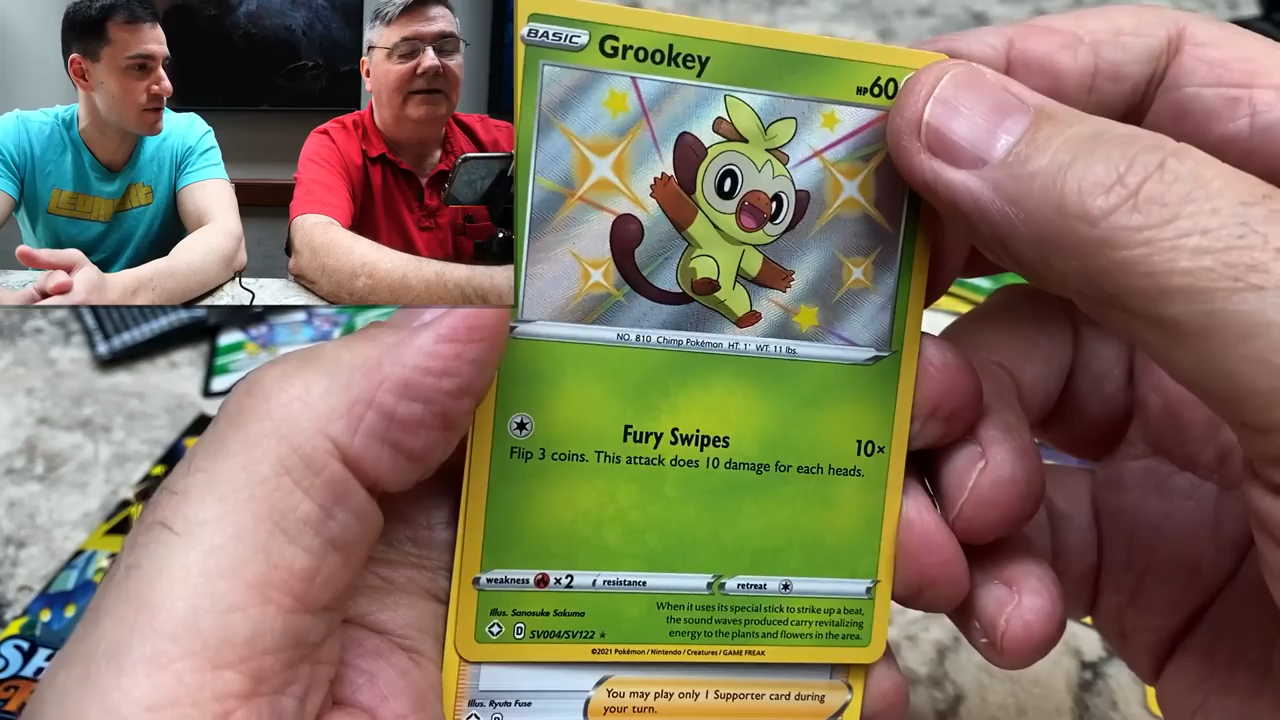 BASIC
Grookey
HP60
NO. 810 Chimp Pokémon HT: 1' WT: 11 lbs.
Fury Swipes 10×
Flip 3 coins. This attack does 10 damage for each heads.
weakness ×2 resistance retreat
Illus. Sanosuke Sakuma
D SV004/SV122 ★
When it uses its special stick to strike up a beat,
the sound waves produced carry revitalizing
energy to the plants and flowers in the area.
©2021 Pokémon / Nintendo / Creatures / GAME FREAK
Illus. Ryuta Fuse
You may play only 1 Supporter card during
your turn.
SH